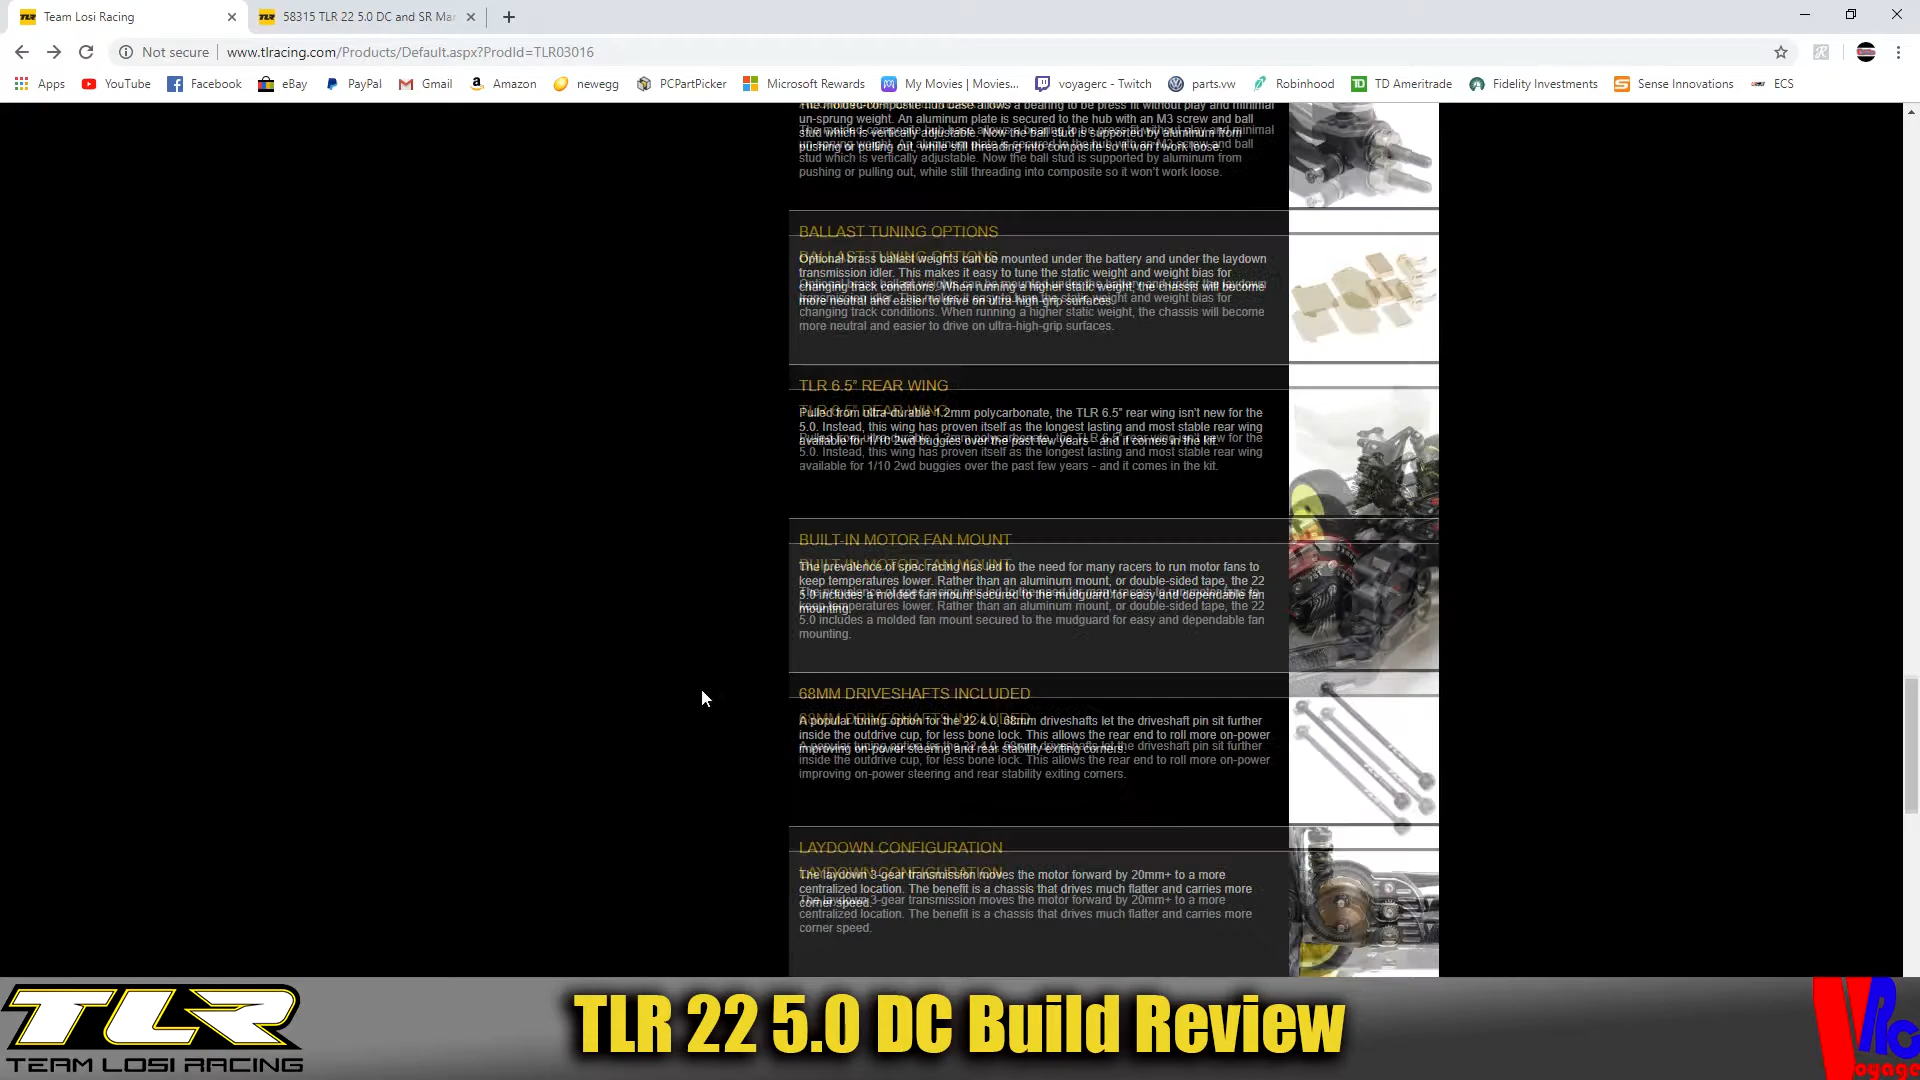 Team Losi Racing
58315 TLR 22 5.0 DC and SR Mar
Not secure
www.tlracing.com/Products/Default.aspx?ProdId=TLR03016
Apps
YouTube
Facebook
eBay
PayPal
Gmail
Amazon
newegg
PCPartPicker
Microsoft Rewards
My Movies | Movies...
voyagerc - Twitch
parts.vw
Robinhood
TD Ameritrade
Fidelity Investments
Sense Innovations
ECS
The molded composite hub base allows a bearing to be press fit without play and minimal
un-sprung weight. An aluminum plate is secured to the hub with an M3 screw and ball
stud which is vertically adjustable. Now the ball stud is supported by aluminum from
pushing or pulling out, while still threading into composite so it won't work loose.
BALLAST TUNING OPTIONS
Optional brass ballast weights can be mounted under the battery and under the laydown
transmission idler. This makes it easy to tune the static weight and weight bias for
changing track conditions. When running a higher static weight, the chassis will become
more neutral and easier to drive on ultra-high-grip surfaces.
TLR 6.5" REAR WING
Pulled from ultra-durable 1.2mm polycarbonate, the TLR 6.5" rear wing isn't new for the
5.0. Instead, this wing has proven itself as the longest lasting and most stable rear wing
available for 1/10 2wd buggies over the past few years - and it comes in the kit.
BUILT-IN MOTOR FAN MOUNT
The prevalence of spec racing has led to the need for many racers to run motor fans to
keep temperatures lower. Rather than an aluminum mount, or double-sided tape, the 22
5.0 includes a molded fan mount secured to the mudguard for easy and dependable fan
mounting.
68MM DRIVESHAFTS INCLUDED
A popular tuning option for the 22 4.0, 68mm driveshafts let the driveshaft pin sit further
inside the outdrive cup, for less bone lock. This allows the rear end to roll more on-power
improving on-power steering and rear stability exiting corners.
LAYDOWN CONFIGURATION
The laydown 3-gear transmission moves the motor forward by 20mm+ to a more
centralized location. The benefit is a chassis that drives much flatter and carries more
corner speed.
TLR
TEAM LOSI RACING
TLR 22 5.0 DC Build Review
VRC
oyage